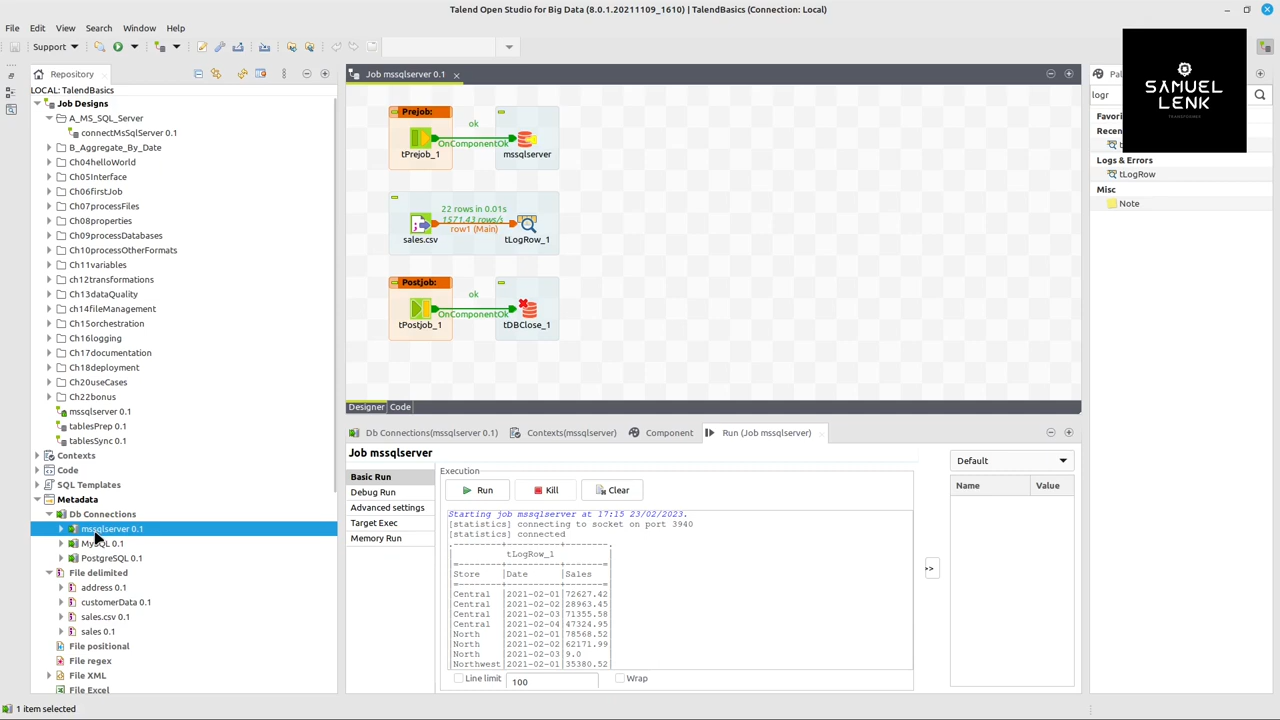 Talend Open Studio for Big Data (8.0.1.20211109_1610) | TalendBasics (Connection: Local)
File Edit View Search Window Help
Support
Repository
LOCAL: TalendBasics
Job Designs
A_MS_SQL_Server
connectMsSqlServer 0.1
B_Aggregate_By_Date
Ch04helloWorld
Ch05Interface
Ch06firstJob
Ch07processFiles
Ch08properties
Ch09processDatabases
Ch10processOtherFormats
Ch11variables
ch12transformations
Ch13dataQuality
ch14fileManagement
Ch15orchestration
Ch16logging
Ch17documentation
Ch18deployment
Ch20useCases
Ch22bonus
mssqlserver 0.1
tablesPrep 0.1
tablesSync 0.1
Contexts
Code
SQL Templates
Metadata
Db Connections
mssqlserver 0.1
MySQL 0.1
PostgreSQL 0.1
File delimited
address 0.1
customerData 0.1
sales.csv 0.1
sales 0.1
File positional
File regex
File XML
File Excel
1 item selected
Job mssqlserver 0.1
Prejob:
ok
OnComponentOk
tPrejob_1
mssqlserver
22 rows in 0.01s
1571.43 rows/s
row1 (Main)
sales.csv
tLogRow_1
Postjob:
ok
OnComponentOk
tPostjob_1
tDBClose_1
Designer Code
Db Connections(mssqlserver 0.1) Contexts(mssqlserver) Component Run (Job mssqlserver)
Job mssqlserver
Basic Run
Debug Run
Advanced settings
Target Exec
Memory Run
Execution
Run Kill Clear
Starting job mssqlserver at 17:15 23/02/2023.
[statistics] connecting to socket on port 3940
[statistics] connected
.--------+----------+--------.
| tLogRow_1 |
|=-------+----------+-------=|
|Store |Date |Sales |
|=-------+----------+-------=|
|Central |2021-02-01|72627.42|
|Central |2021-02-02|28963.45|
|Central |2021-02-03|71355.58|
|Central |2021-02-04|47324.95|
|North |2021-02-01|78568.52|
|North |2021-02-02|62171.99|
|North |2021-02-03|9.0 |
|Northwest|2021-02-01|35380.52|
Line limit 100 Wrap
>>
Default
Name Value
SAMUEL
LENK
Pal
logr
Favori
Recen
Logs & Errors
tLogRow
Misc
Note